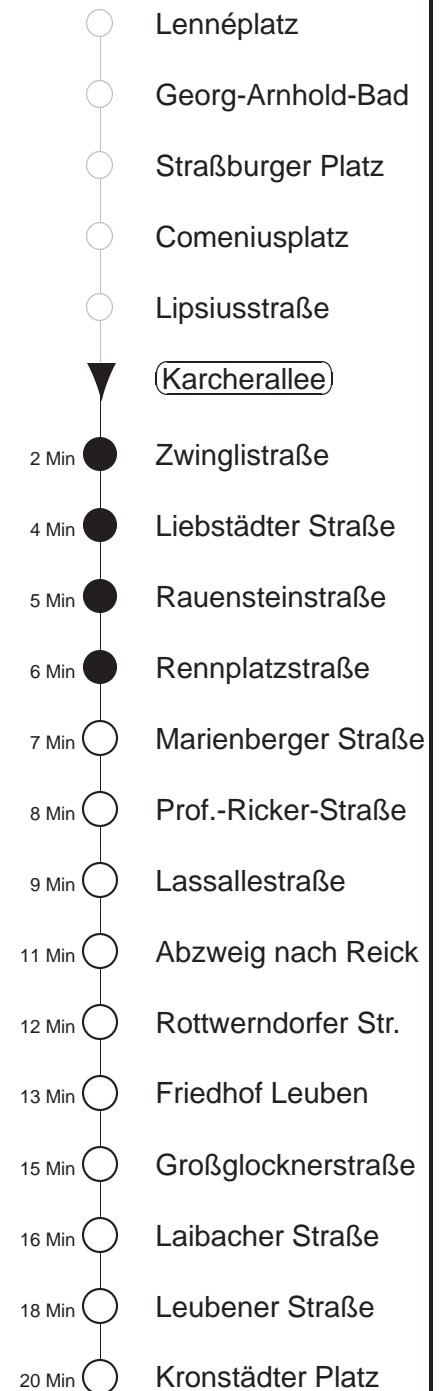 Lennéplatz
Georg-Arnhold-Bad
Straßburger Platz
Comeniusplatz
Lipsiusstraße
Karcherallee
2 Min Zwinglistraße
4 Min Liebstädter Straße
5 Min Rauensteinstraße
6 Min Rennplatzstraße
7 Min Marienberger Straße
8 Min Prof.-Ricker-Straße
9 Min Lassallestraße
11 Min Abzweig nach Reick
12 Min Rottwerndorfer Str.
13 Min Friedhof Leuben
15 Min Großglocknerstraße
16 Min Laibacher Straße
18 Min Leubener Straße
20 Min Kronstädter Platz